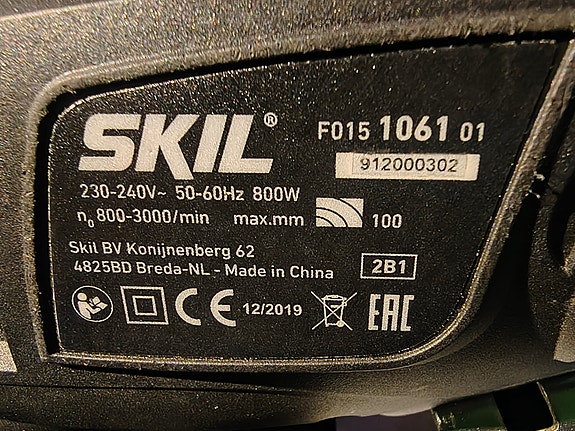 SKIL®
F015 1061 01
912000302
230-240V~ 50-60Hz 800W
n₀ 800-3000/min max.mm 100
Skil BV Konijnenberg 62
4825BD Breda-NL - Made in China
2B1
CE 12/2019 EAC